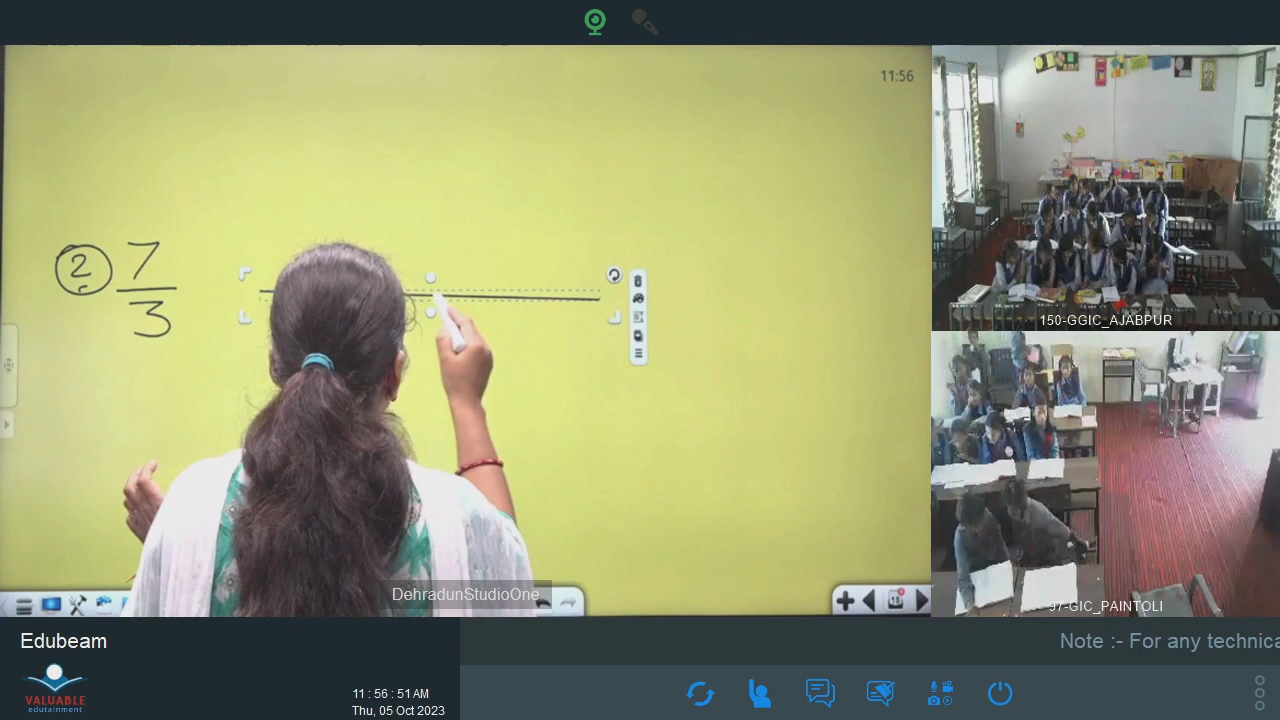 11:56
② 7
3
150-GGIC_AJABPUR
97-GIC_PAINTOLI
DehradunStudioOne
Edubeam
Note :- For any technica
VALUABLE
edutainment
11 : 56 : 51 AM
Thu, 05 Oct 2023